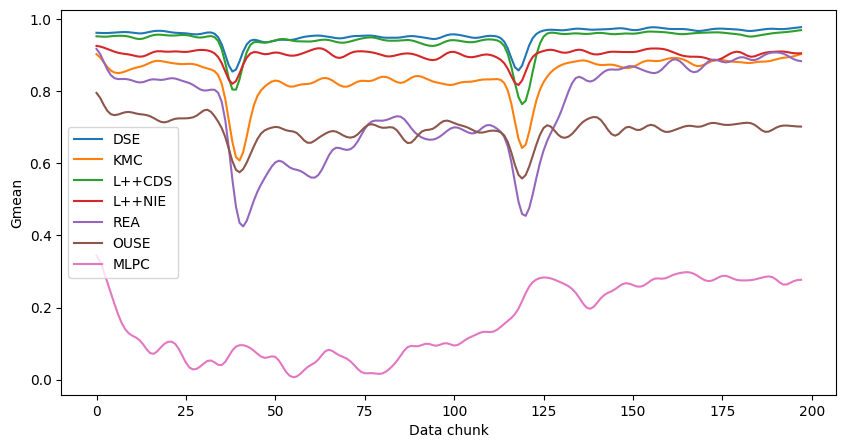 1.0
0.8
0.6
0.4
0.2
0.0
Gmean
DSE
KMC
L++CDS
L++NIE
REA
OUSE
MLPC
0 25 50 75 100 125 150 175 200
Data chunk